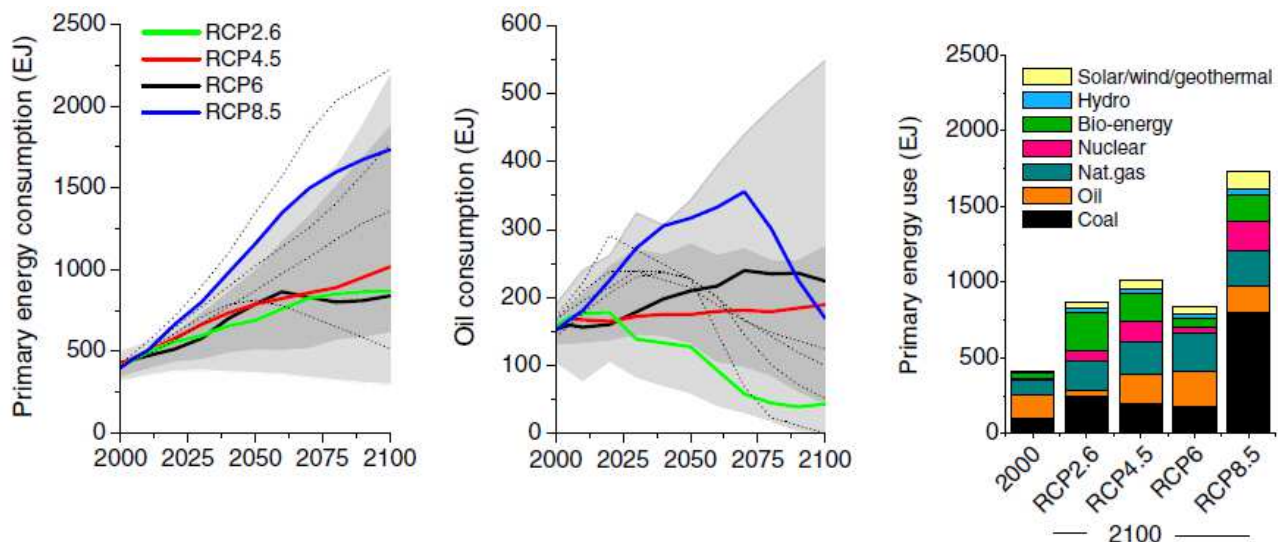 Primary energy consumption (EJ)
2500
2000
1500
1000
500
0
2000 2025 2050 2075 2100
RCP2.6
RCP4.5
RCP6
RCP8.5
Oil consumption (EJ)
600
500
400
300
200
100
0
2000 2025 2050 2075 2100
Primary energy use (EJ)
2500
2000
1500
1000
500
0
Solar/wind/geothermal
Hydro
Bio-energy
Nuclear
Nat.gas
Oil
Coal
2000 RCP2.6 RCP4.5 RCP6 RCP8.5
2100